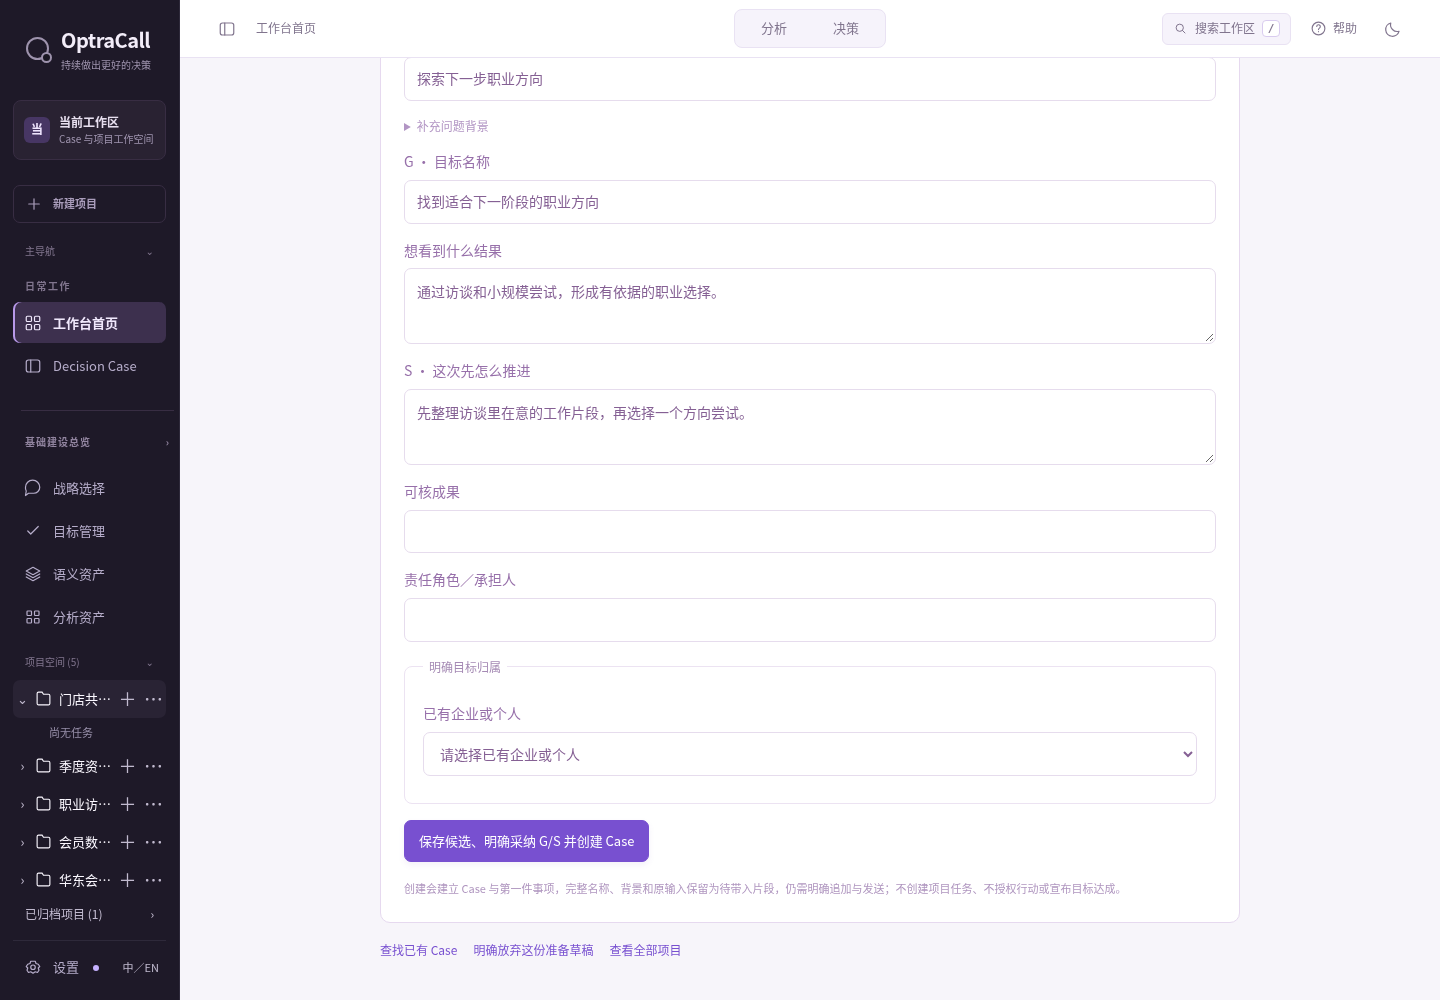 OptraCall
持续做出更好的决策
当
当前工作区
Case 与项目工作空间
新建项目
主导航
日常工作
工作台首页
Decision Case
基础建设总览
战略选择
目标管理
语义资产
分析资产
项目空间 (5)
门店共…
尚无任务
季度资…
职业访…
会员数…
华东会…
已归档项目 (1)
设置
中／EN
工作台首页
分析
决策
搜索工作区
/
帮助
探索下一步职业方向
补充问题背景
G · 目标名称
找到适合下一阶段的职业方向
想看到什么结果
通过访谈和小规模尝试，形成有依据的职业选择。
S · 这次先怎么推进
先整理访谈里在意的工作片段，再选择一个方向尝试。
可核成果
责任角色／承担人
明确目标归属
已有企业或个人
请选择已有企业或个人
保存候选、明确采纳 G/S 并创建 Case
创建会建立 Case 与第一件事项，完整名称、背景和原输入保留为待带入片段，仍需明确追加与发送；不创建项目任务、不授权行动或宣布目标达成。
查找已有 Case
明确放弃这份准备草稿
查看全部项目